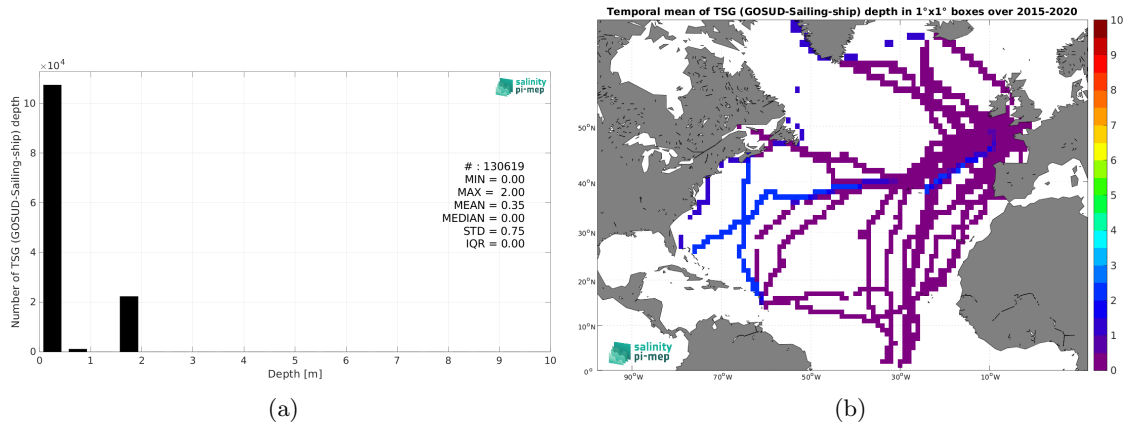 ×10⁴
salinity
pi-mep
# : 130619
MIN = 0.00
MAX = 2.00
MEAN = 0.35
MEDIAN = 0.00
STD = 0.75
IQR = 0.00
Number of TSG (GOSUD-Sailing-ship) depth
10
8
6
4
2
0
0 1 2 3 4 5 6 7 8 9 10
Depth [m]
(a)
Temporal mean of TSG (GOSUD-Sailing-ship) depth in 1°x1° boxes over 2015-2020
50°N
40°N
30°N
20°N
10°N
0°
90°W 70°W 50°W 30°W 10°W
salinity
pi-mep
10
9
8
7
6
5
4
3
2
1
0
(b)